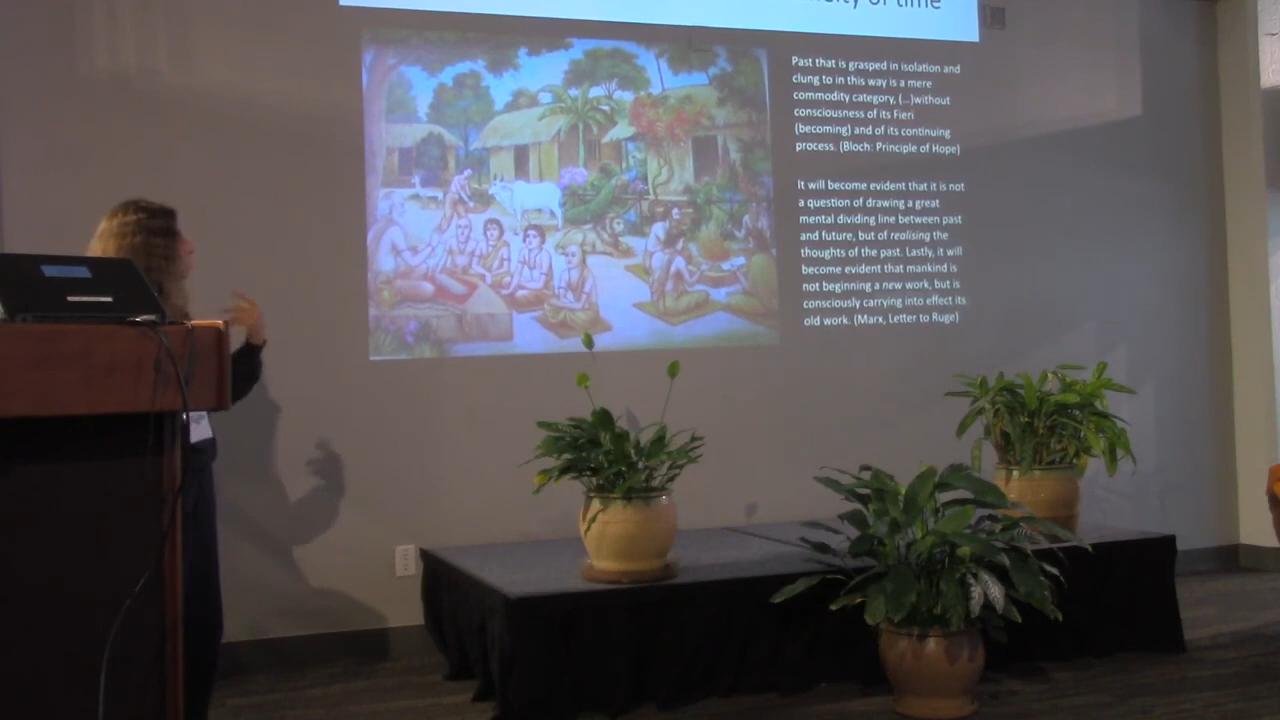 of time
Past that is grasped in isolation and
clung to in this way is a mere
commodity category, (…)without
consciousness of its Fieri
(becoming) and of its continuing
process. (Bloch: Principle of Hope)
It will become evident that it is not
a question of drawing a great
mental dividing line between past
and future, but of realising the
thoughts of the past. Lastly, it will
become evident that mankind is
not beginning a new work, but is
consciously carrying into effect its
old work. (Marx, Letter to Ruge)